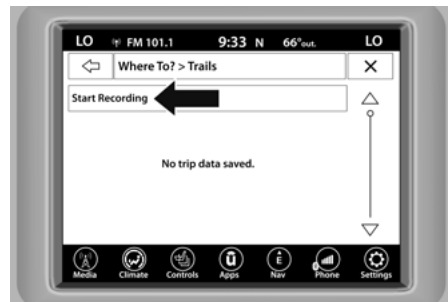 LO FM 101.1 9:33 N 66°out. LO
Where To? > Trails X
Start Recording
No trip data saved.
Media Climate Controls Apps Nav Phone Settings